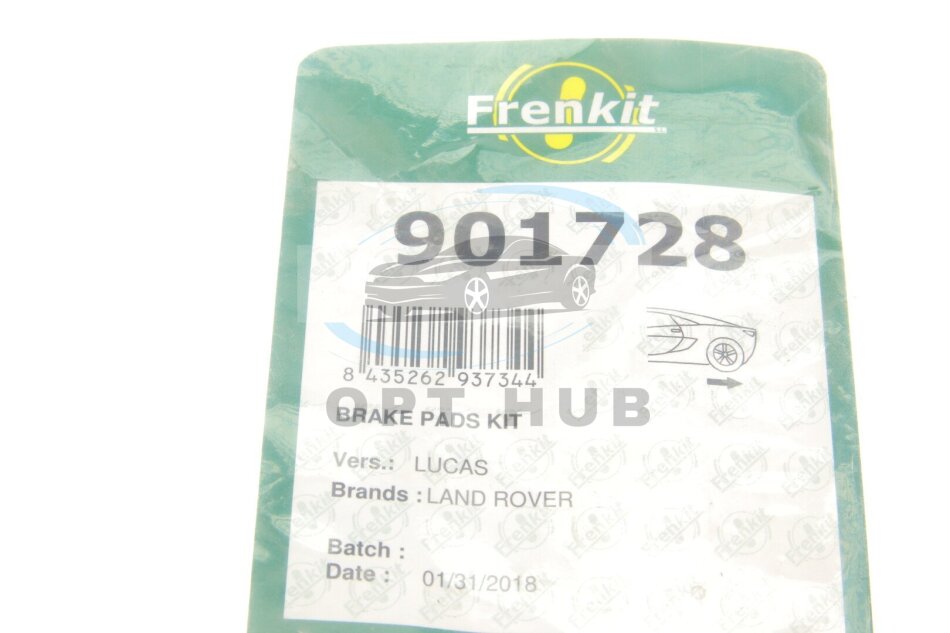 Frenkit
901728
8 435262 937344
OPT HUB
BRAKE PADS KIT
Vers.: LUCAS
Brands : LAND ROVER
Batch :
Date : 01/31/2018